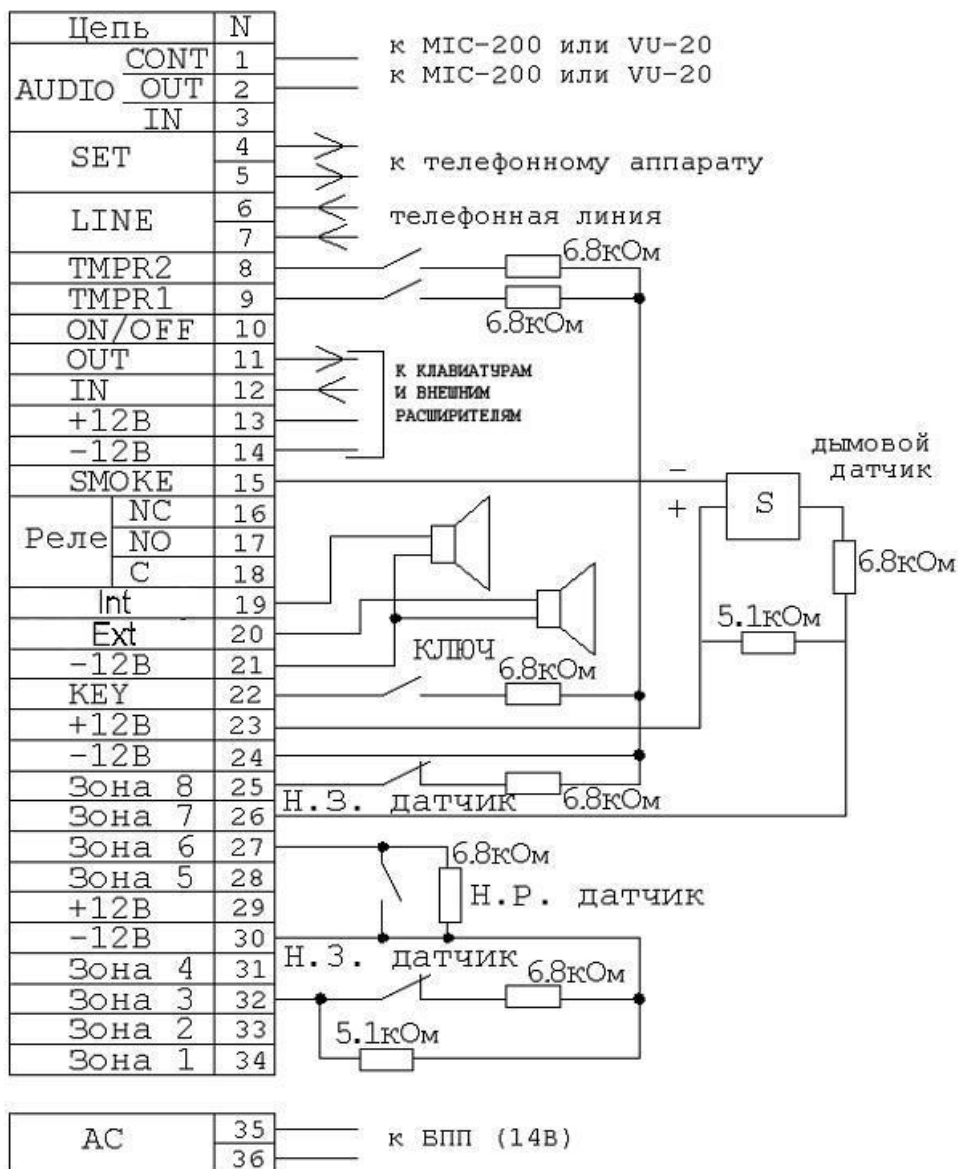 Цепь N
CONT 1
AUDIO OUT 2
IN 3
SET 4
5
LINE 6
7
TMPR2 8
TMPR1 9
ON/OFF 10
OUT 11
IN 12
+12В 13
-12В 14
SMOKE 15
Реле NC 16
NO 17
C 18
Int 19
Ext 20
-12В 21
KEY 22
+12В 23
-12В 24
Зона 8 25
Зона 7 26
Зона 6 27
Зона 5 28
+12В 29
-12В 30
Зона 4 31
Зона 3 32
Зона 2 33
Зона 1 34
AC 35
36
к MIC-200 или VU-20
к MIC-200 или VU-20
к телефонному аппарату
телефонная линия
6.8кОм
6.8кОм
К КЛАВИАТУРАМ
И ВНЕШНИМ
РАСШИРИТЕЛЯМ
дымовой
датчик
-
+
S
6.8кОм
5.1кОм
КЛЮЧ
6.8кОм
Н.З. датчик
6.8кОм
6.8кОм
Н.Р. датчик
Н.З. датчик
6.8кОм
5.1кОм
к БПП (14В)